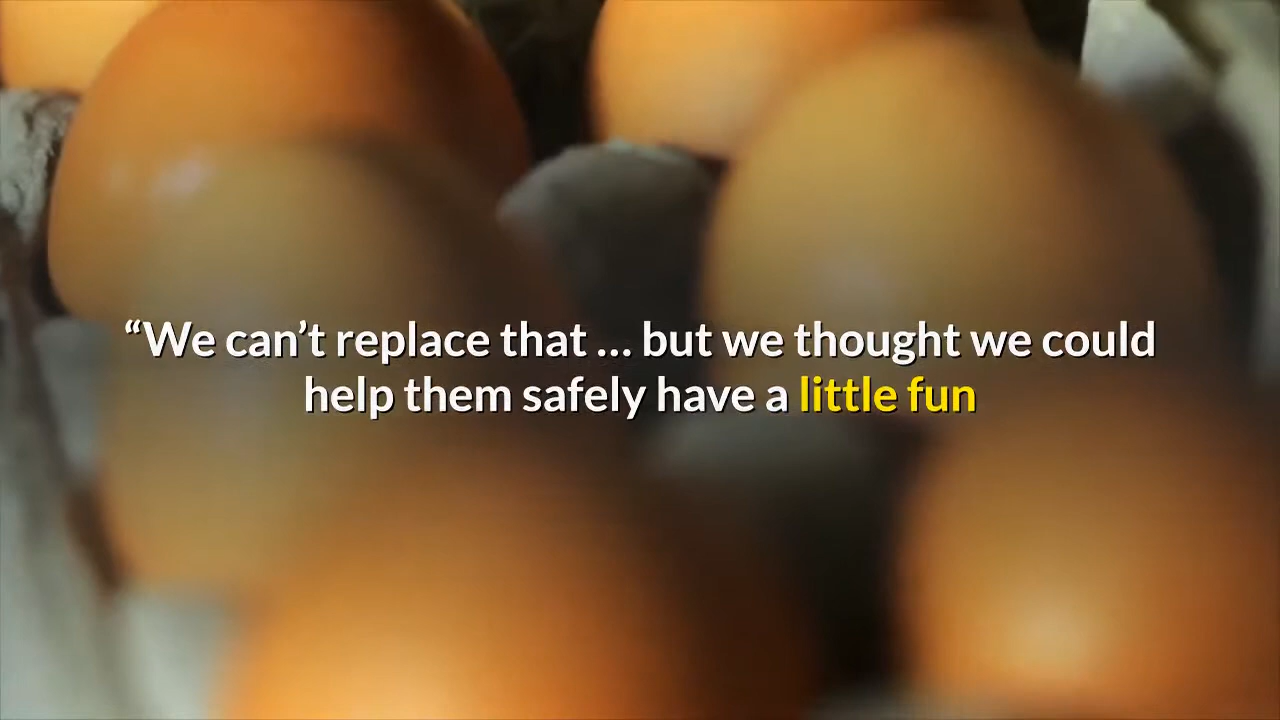 “We can’t replace that ... but we thought we could
help them safely have a little fun